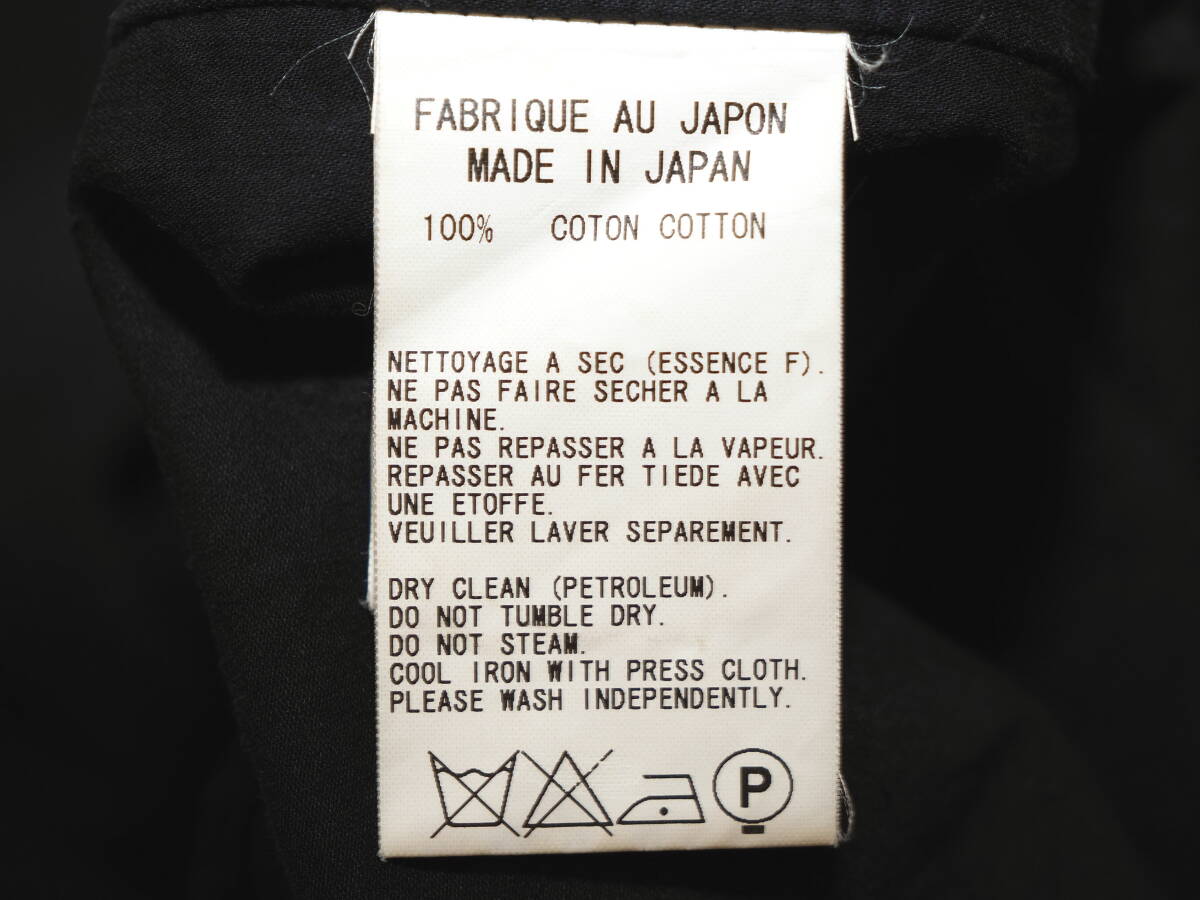 FABRIQUE AU JAPON
MADE IN JAPAN
100% COTON COTTON
NETTOYAGE A SEC (ESSENCE F).
NE PAS FAIRE SECHER A LA
MACHINE.
NE PAS REPASSER A LA VAPEUR.
REPASSER AU FER TIEDE AVEC
UNE ETOFFE.
VEUILLER LAVER SEPAREMENT.
DRY CLEAN (PETROLEUM).
DO NOT TUMBLE DRY.
DO NOT STEAM.
COOL IRON WITH PRESS CLOTH.
PLEASE WASH INDEPENDENTLY.
P